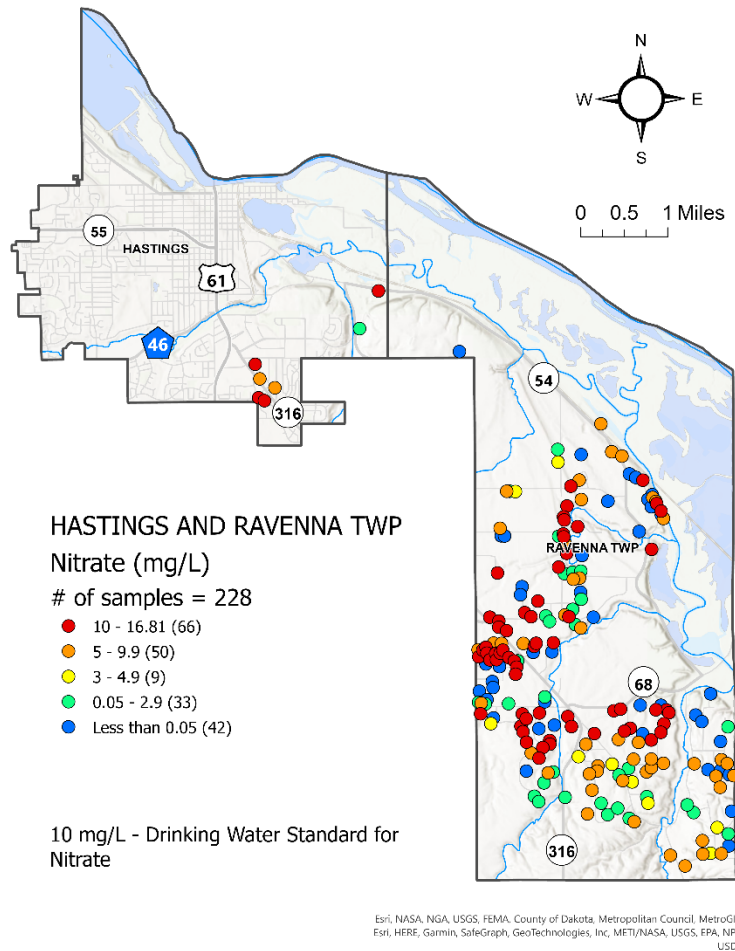 N
W E
S
0 0.5 1 Miles
55
HASTINGS
61
46
54
316
HASTINGS AND RAVENNA TWP
Nitrate (mg/L)
# of samples = 228
10 - 16.81 (66)
5 - 9.9 (50)
3 - 4.9 (9)
0.05 - 2.9 (33)
Less than 0.05 (42)
RAVENNA TWP
68
10 mg/L - Drinking Water Standard for
Nitrate
316
Esri, NASA, NGA, USGS, FEMA, County of Dakota, Metropolitan Council, MetroGI
Esri, HERE, Garmin, SafeGraph, GeoTechnologies, Inc, METI/NASA, USGS, EPA, NP
USD